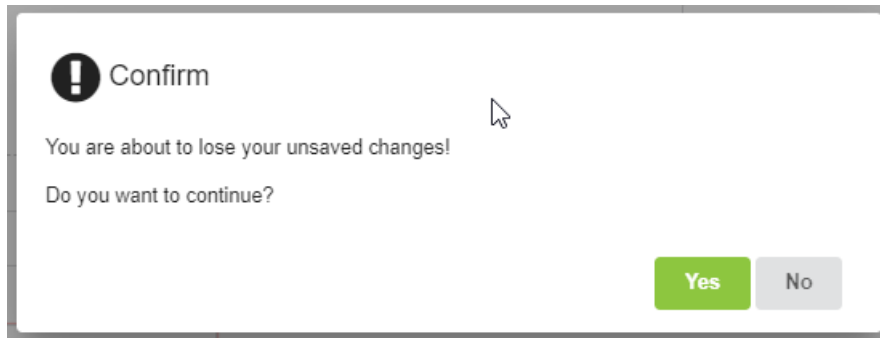 Confirm
You are about to lose your unsaved changes!
Do you want to continue?
Yes
No